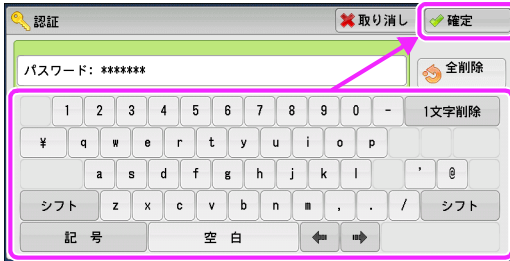 認証 取り消し 確定
パスワード: *******
全削除
1 2 3 4 5 6 7 8 9 0 - 1文字削除
¥ q w e r t y u i o p
a s d f g h j k l ' @
シフト z x c v b n m , . / シフト
記号 空白